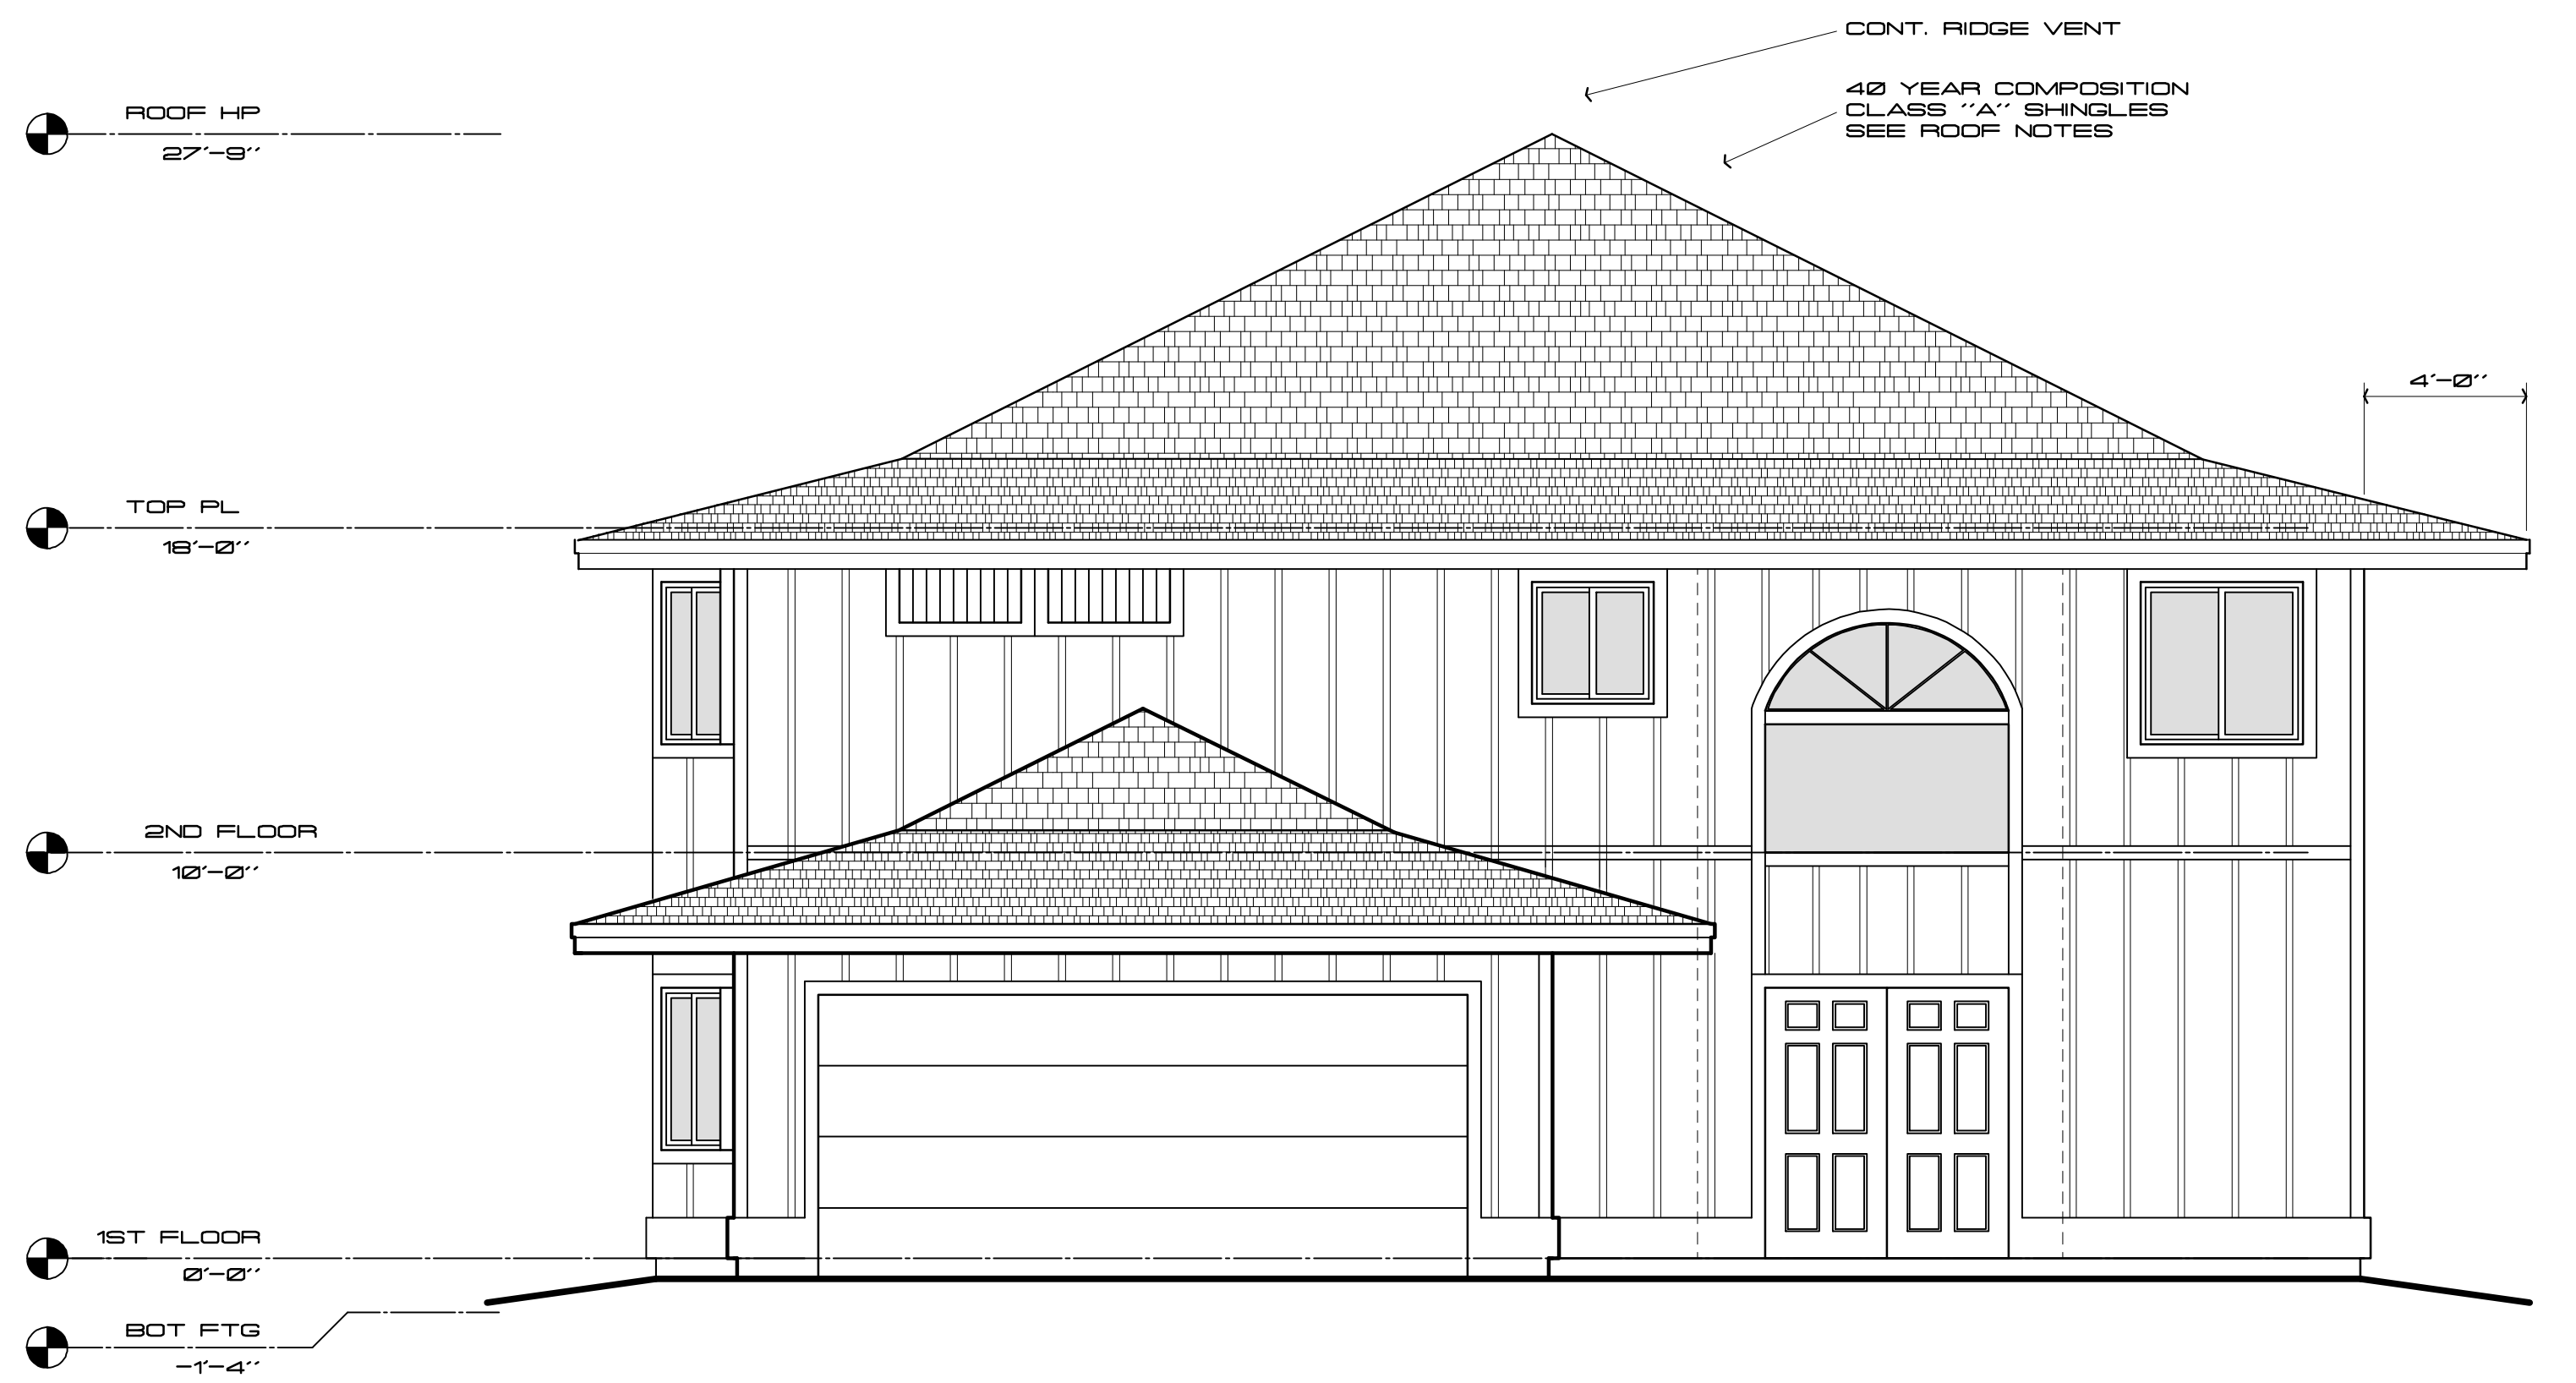 CONT. RIDGE VENT
40 YEAR COMPOSITION
CLASS "A" SHINGLES
SEE ROOF NOTES
ROOF HP
27'-9"
4'-0"
TOP PL
18'-0"
2ND FLOOR
10'-0"
1ST FLOOR
0'-0"
BOT FTG
-1'-4"